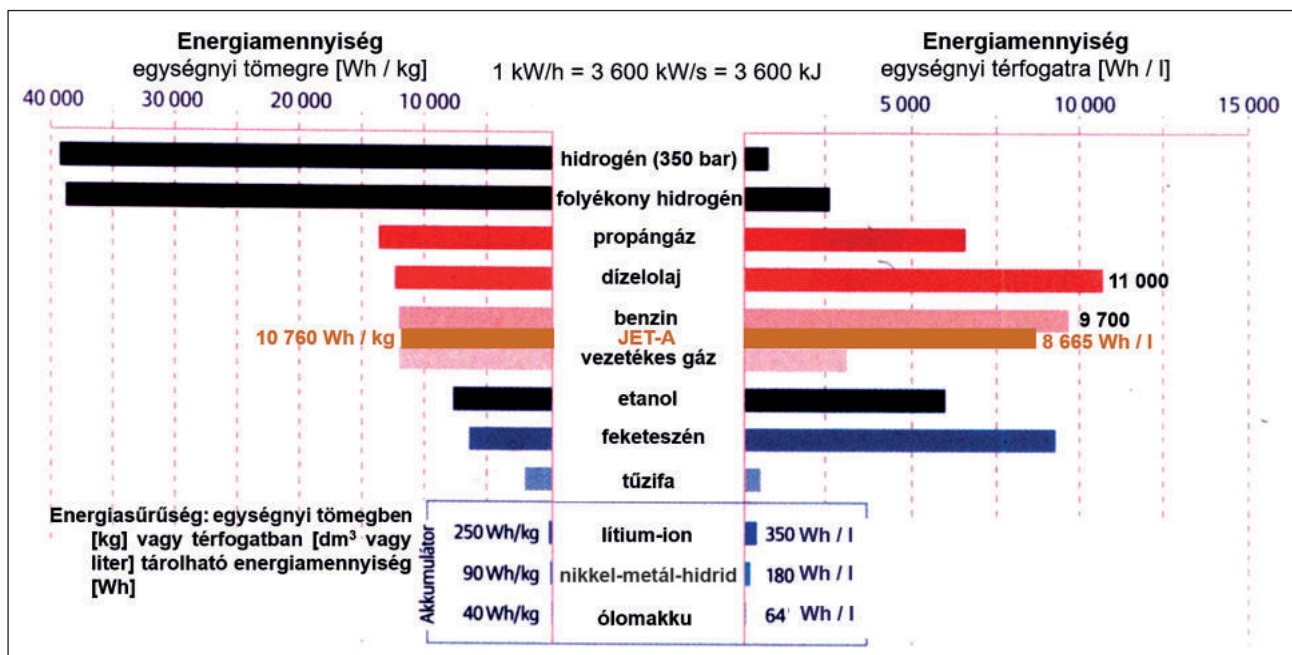 Energiamennyiség
egységnyi tömegre [Wh / kg]
1 kW/h = 3 600 kW/s = 3 600 kJ
Energiamennyiség
egységnyi térfogatra [Wh / l]
40 000 30 000 20 000 10 000
5 000 10 000 15 000
hidrogén (350 bar)
folyékony hidrogén
propángáz
dízelolaj
11 000
benzin
9 700
10 760 Wh / kg
JET-A
8 665 Wh / l
vezetékes gáz
etanol
feketeszén
tűzifa
Energiasűrűség: egységnyi tömegben
[kg] vagy térfogatban [dm³ vagy
liter] tárolható energiamennyiség
[Wh]
Akkumulátor
250 Wh/kg lítium-ion 350 Wh / l
90 Wh/kg nikkel-metál-hidrid 180 Wh / l
40 Wh/kg ólomakku 64 Wh / l